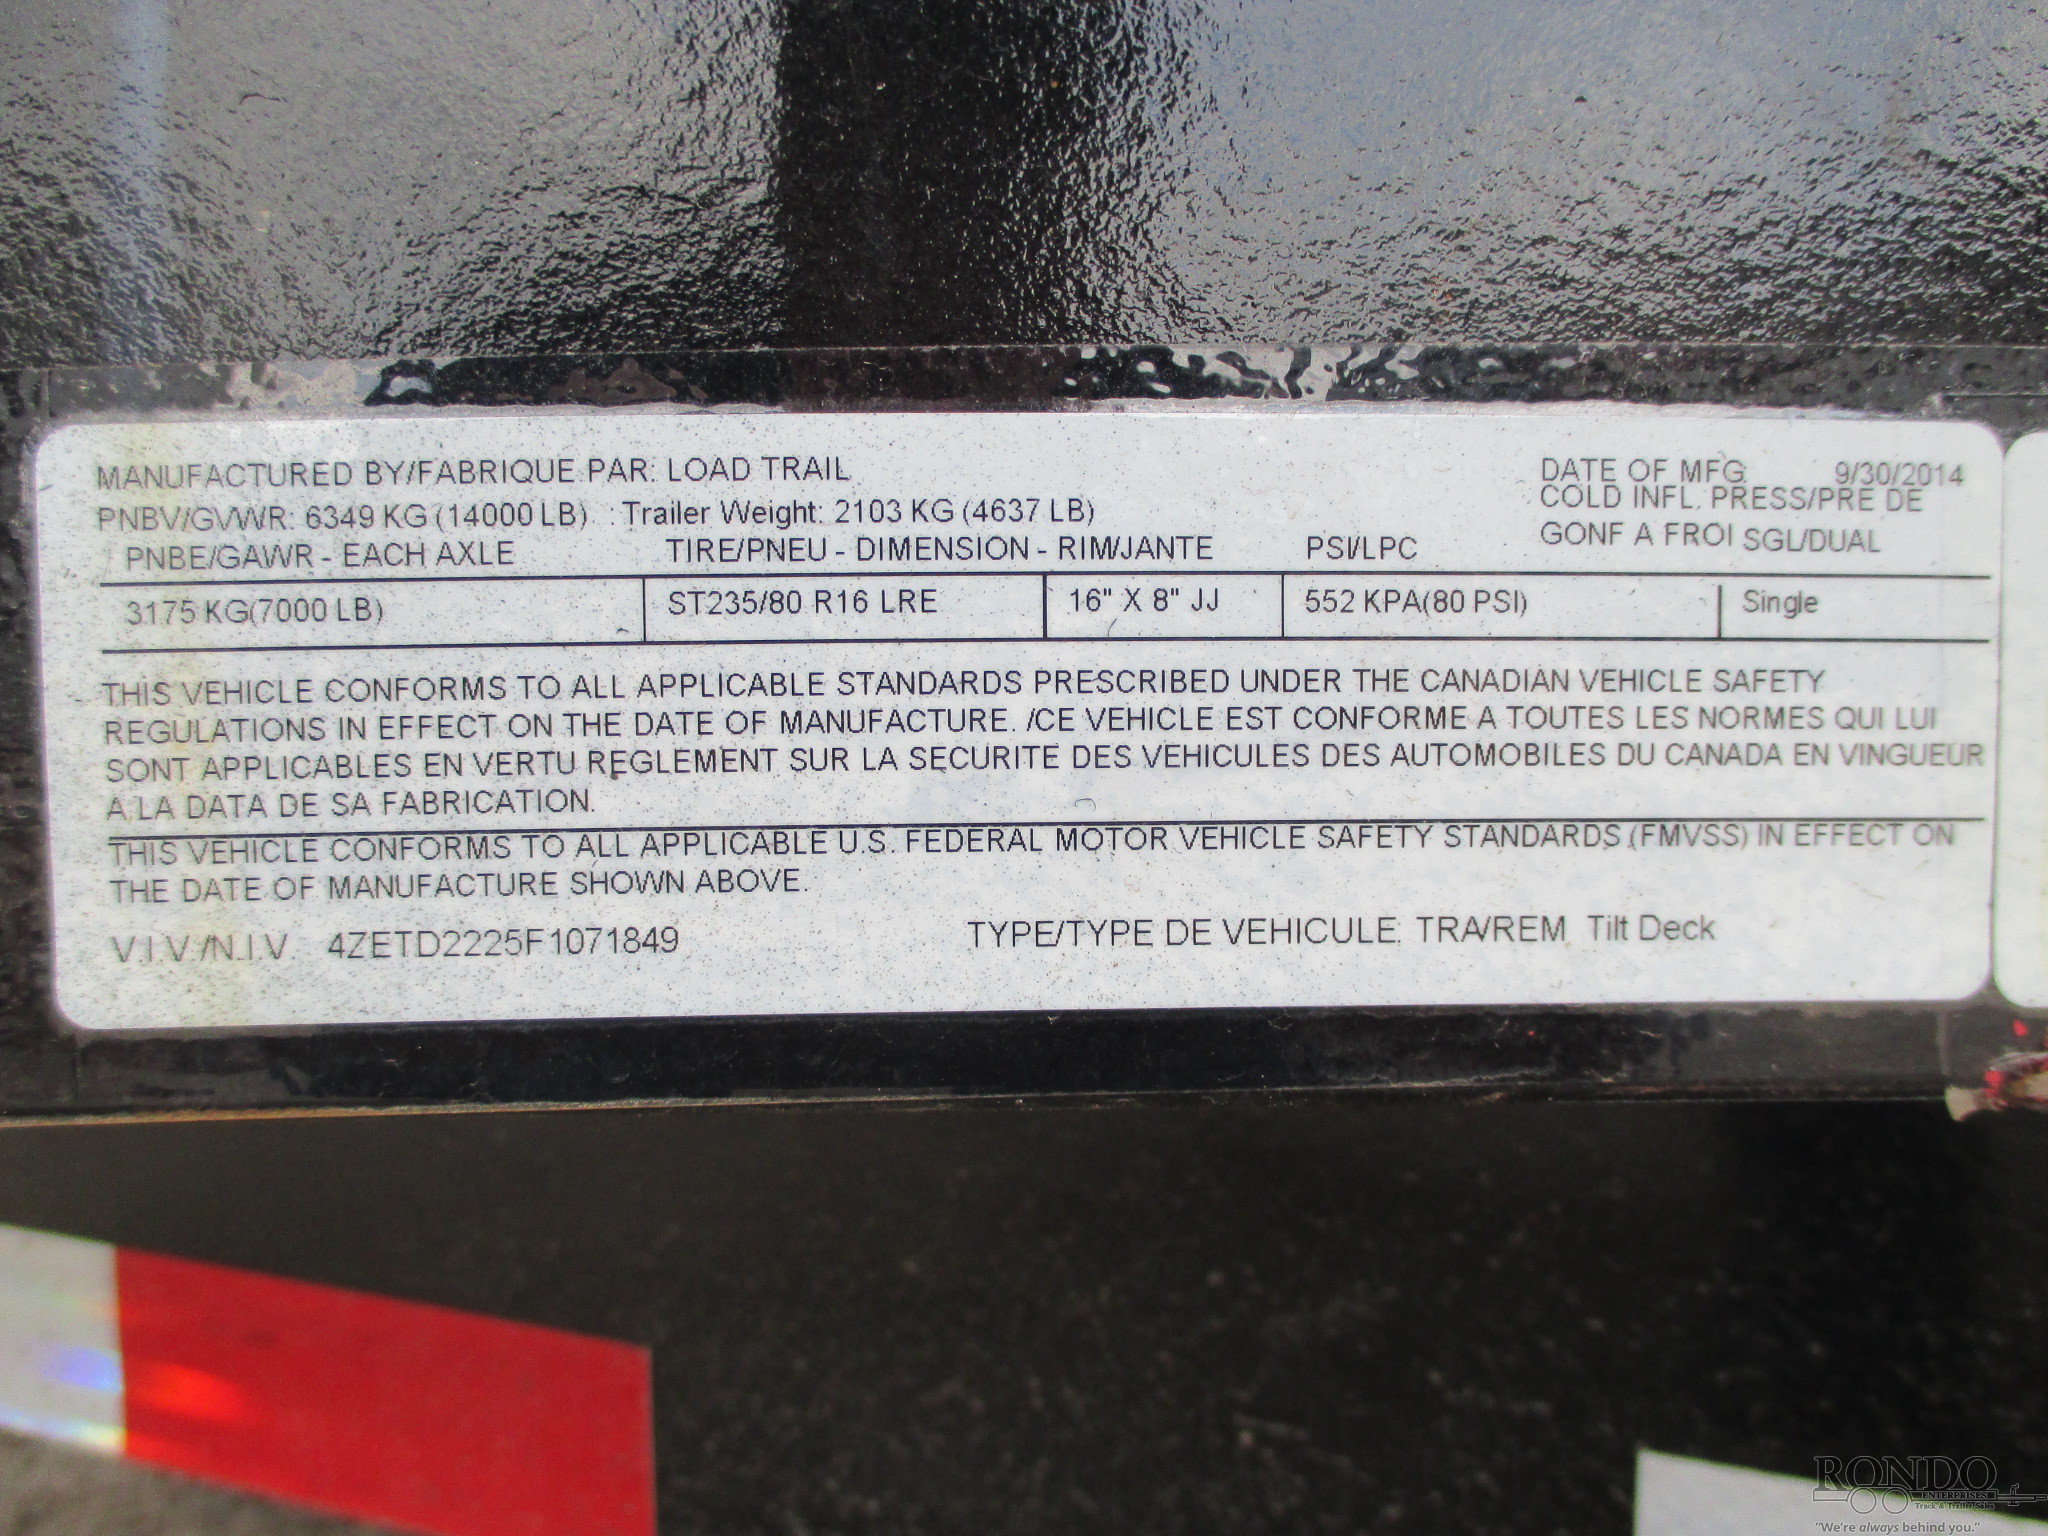 MANUFACTURED BY/FABRIQUE PAR: LOAD TRAIL DATE OF MFG: 9/30/2014
PNBV/GVWR: 6349 KG (14000 LB) : Trailer Weight: 2103 KG (4637 LB) COLD INFL. PRESS/PRE DE
PNBE/GAWR - EACH AXLE TIRE/PNEU - DIMENSION - RIM/JANTE PSI/LPC GONF A FROI SGL/DUAL
3175 KG(7000 LB) ST235/80 R16 LRE 16" X 8" JJ 552 KPA(80 PSI) Single
THIS VEHICLE CONFORMS TO ALL APPLICABLE STANDARDS PRESCRIBED UNDER THE CANADIAN VEHICLE SAFETY
REGULATIONS IN EFFECT ON THE DATE OF MANUFACTURE. /CE VEHICLE EST CONFORME A TOUTES LES NORMES QUI LUI
SONT APPLICABLES EN VERTU REGLEMENT SUR LA SECURITE DES VEHICULES DES AUTOMOBILES DU CANADA EN VINGUEUR
A LA DATA DE SA FABRICATION.
THIS VEHICLE CONFORMS TO ALL APPLICABLE U.S. FEDERAL MOTOR VEHICLE SAFETY STANDARDS (FMVSS) IN EFFECT ON
THE DATE OF MANUFACTURE SHOWN ABOVE.
V.I.V./N.I.V. 4ZETD2225F1071849 TYPE/TYPE DE VEHICULE: TRA/REM Tilt Deck
RONDO
ENTERPRISES
Truck & Trailer Sales
"We're always behind you."